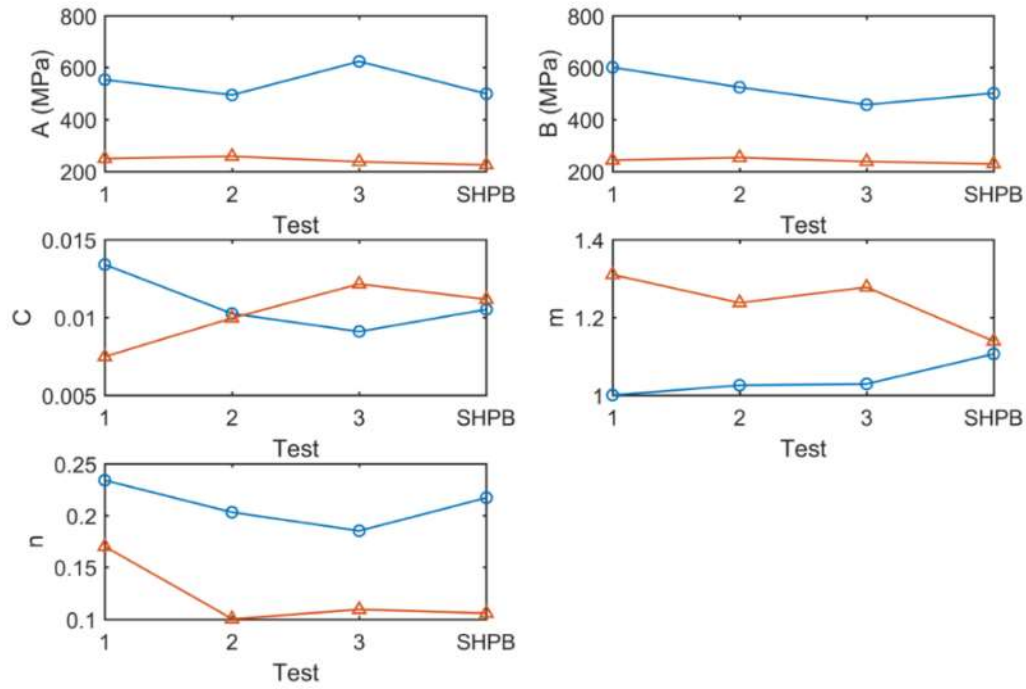 A (MPa)
800
600
400
200
1 2 3 SHPB
Test
B (MPa)
800
600
400
200
1 2 3 SHPB
Test
C
0.015
0.01
0.005
1 2 3 SHPB
Test
m
1.4
1.2
1
1 2 3 SHPB
Test
n
0.25
0.2
0.15
0.1
1 2 3 SHPB
Test